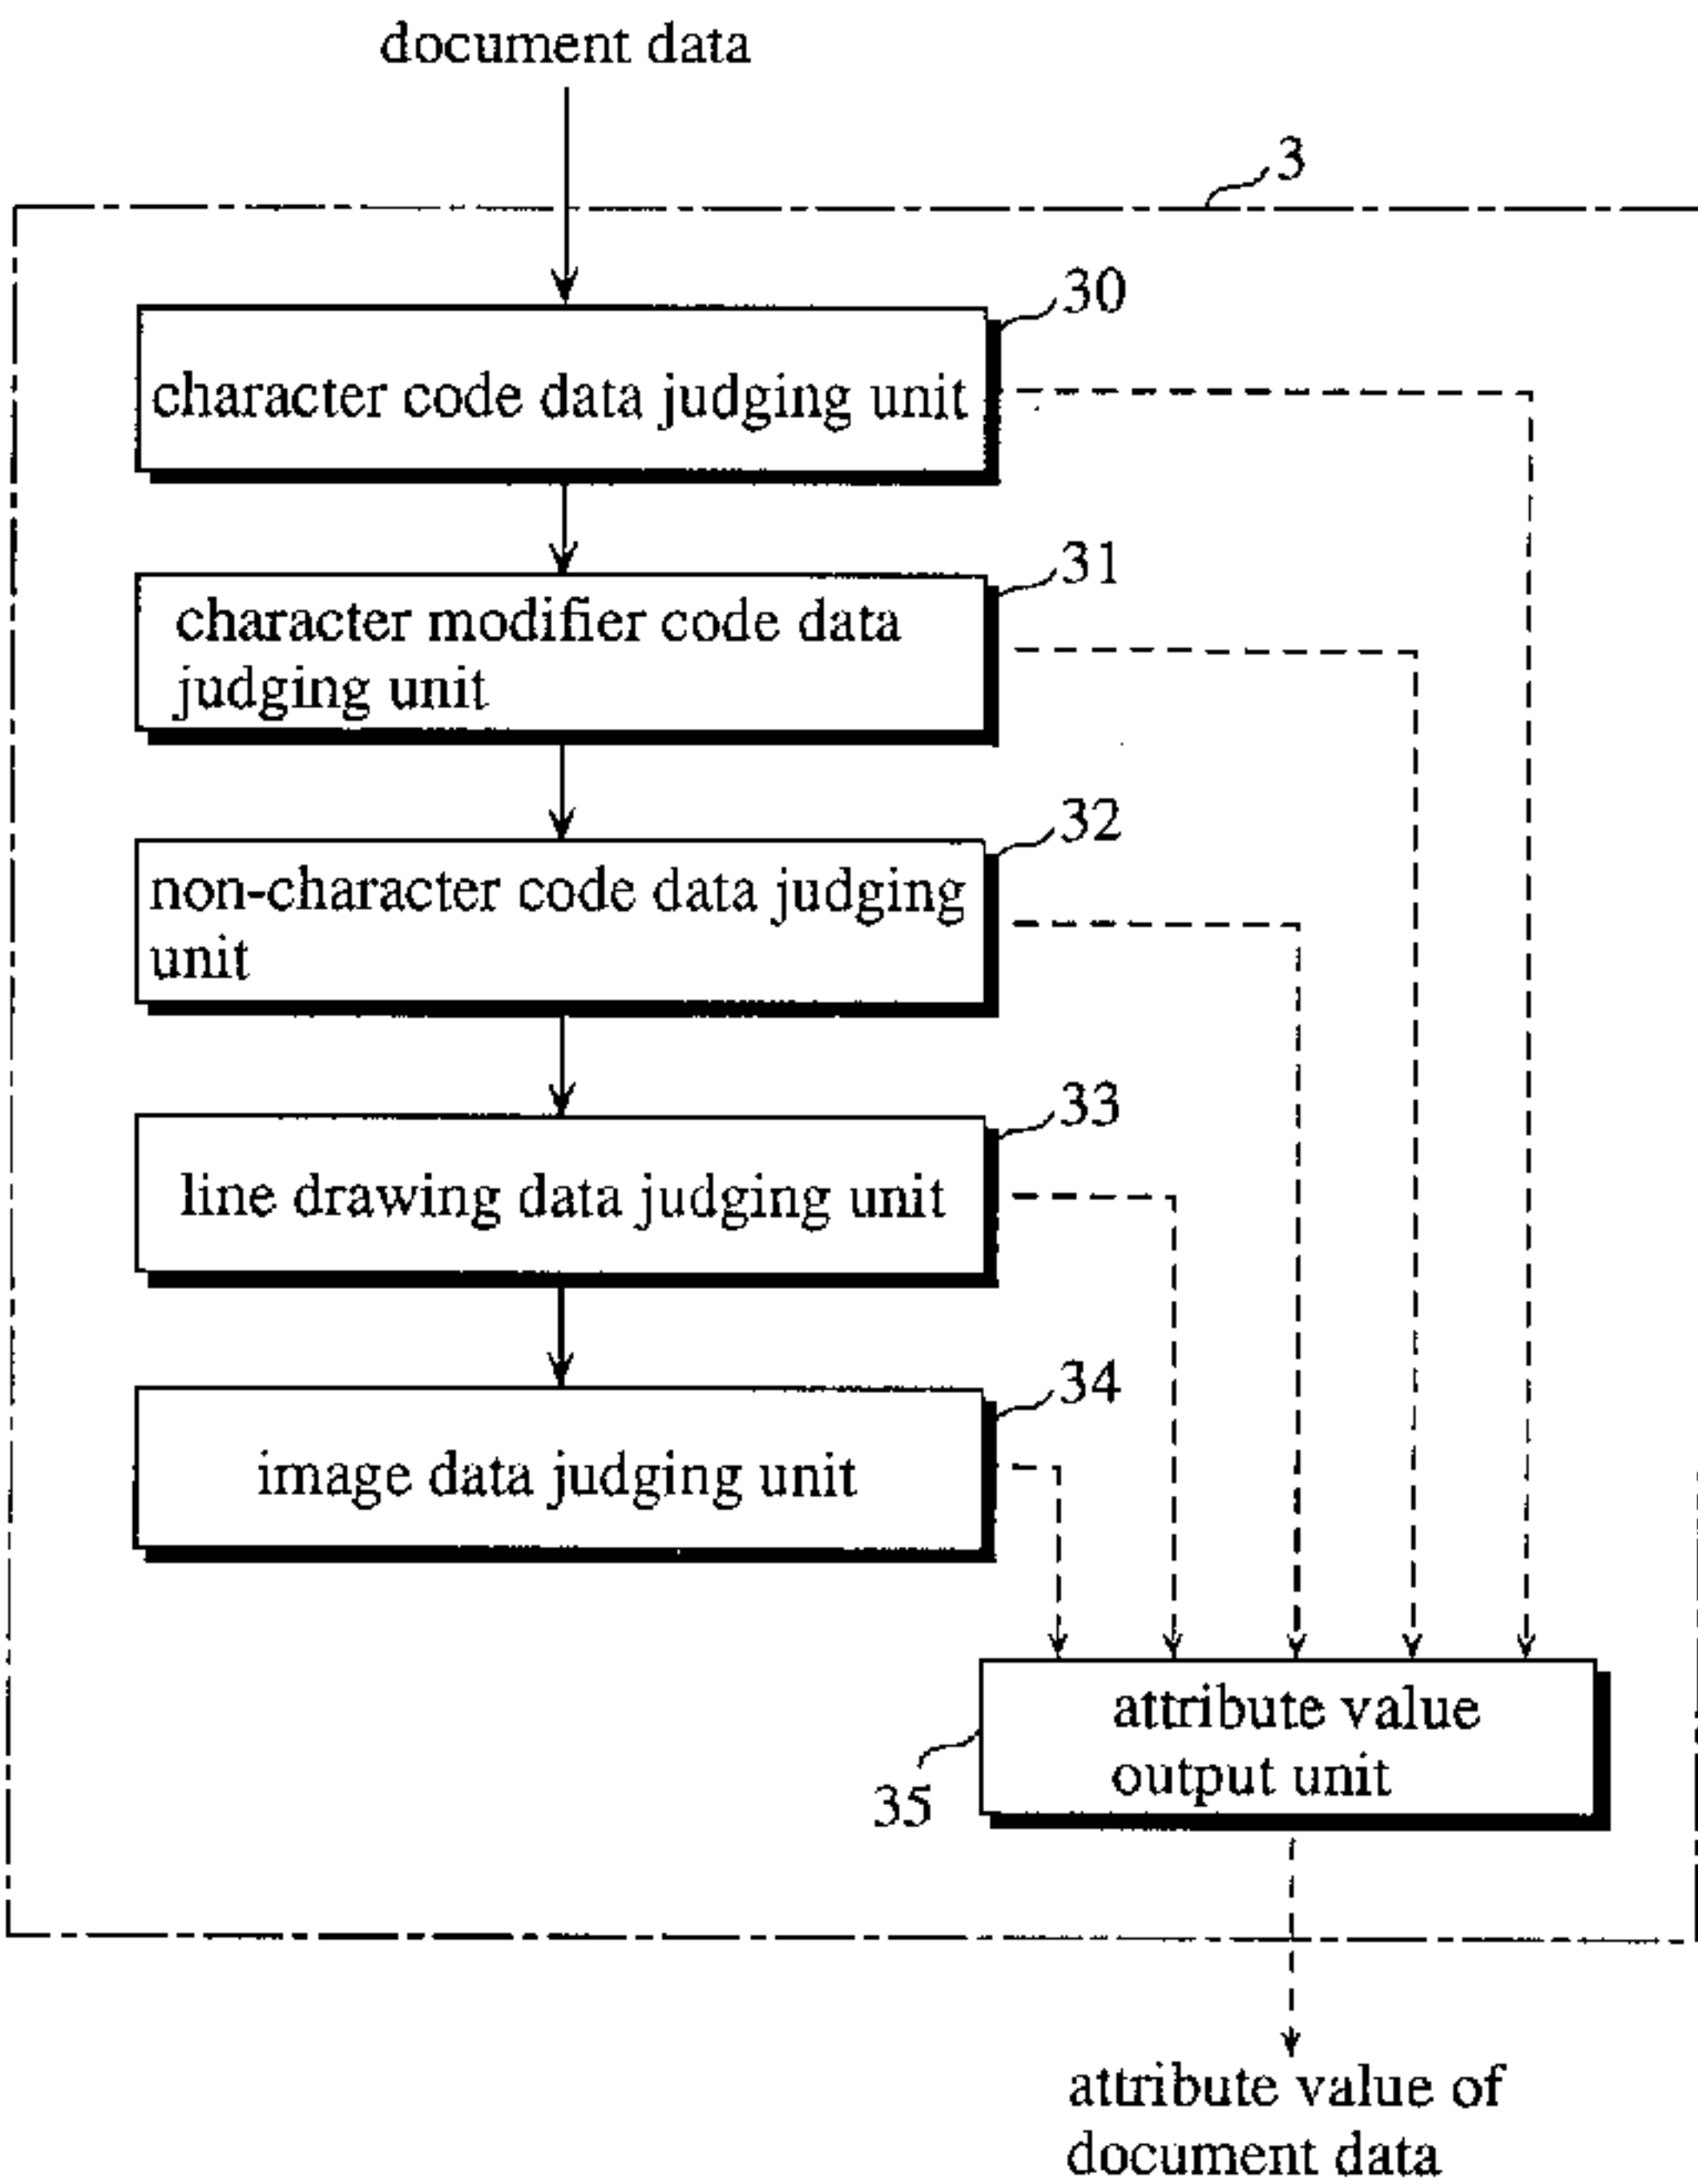 document data
3
30
character code data judging unit
31
character modifier code data
judging unit
32
non-character code data judging
unit
33
line drawing data judging unit
34
image data judging unit
attribute value
output unit
35
attribute value of
document data